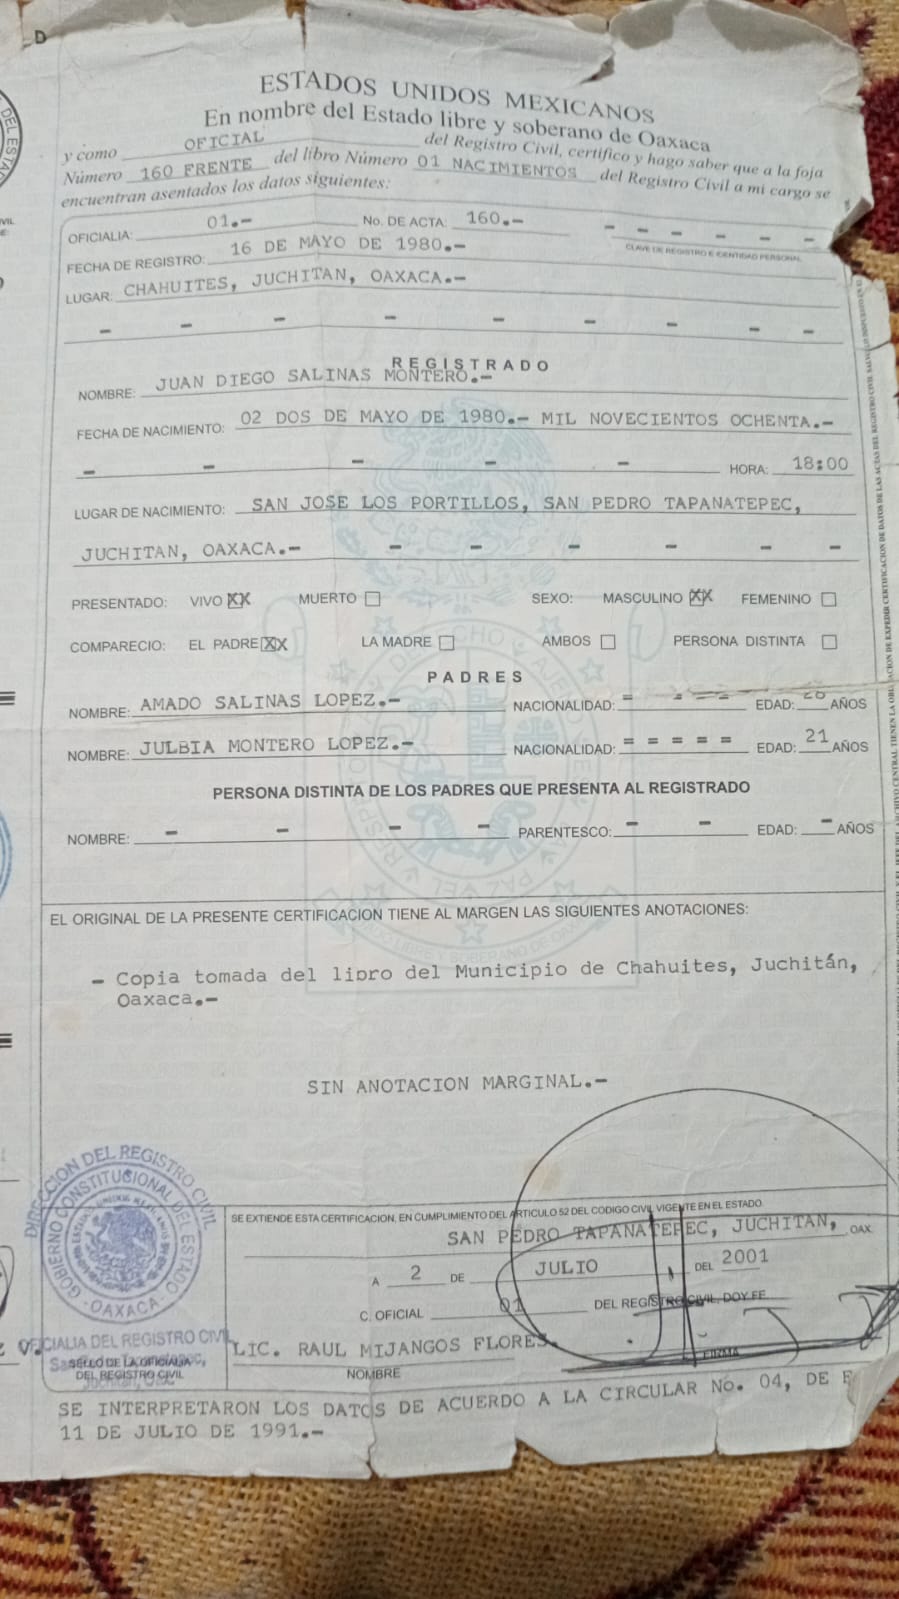 D
ESTADOS UNIDOS MEXICANOS
En nombre del Estado libre y soberano de Oaxaca
y como OFICIAL del Registro Civil, certifico y hago saber que a la foja
Número 160 FRENTE del libro Número 01 NACIMIENTOS del Registro Civil a mi cargo se
encuentran asentados los datos siguientes:
OFICIALIA: 01.- No. DE ACTA: 160.- - - - - - -
CLAVE DE REGISTRO E IDENTIDAD PERSONAL
FECHA DE REGISTRO: 16 DE MAYO DE 1980.-
LUGAR: CHAHUITES, JUCHITAN, OAXACA.-
- - - - - - - - -
REGISTRADO
NOMBRE: JUAN DIEGO SALINAS MONTERO.-
FECHA DE NACIMIENTO: 02 DOS DE MAYO DE 1980.- MIL NOVECIENTOS OCHENTA.-
- - - - - HORA: 18:00
LUGAR DE NACIMIENTO: SAN JOSE LOS PORTILLOS, SAN PEDRO TAPANATEPEC,
JUCHITAN, OAXACA.- - - - - - -
PRESENTADO: VIVO XX MUERTO SEXO: MASCULINO XX FEMENINO
COMPARECIO: EL PADRE XX LA MADRE AMBOS PERSONA DISTINTA
PADRES
NOMBRE: AMADO SALINAS LOPEZ.- NACIONALIDAD: EDAD: AÑOS
NOMBRE: JULBIA MONTERO LOPEZ.- NACIONALIDAD: = = = = = EDAD: 21 AÑOS
PERSONA DISTINTA DE LOS PADRES QUE PRESENTA AL REGISTRADO
NOMBRE: - - - - PARENTESCO: - - EDAD: - AÑOS
EL ORIGINAL DE LA PRESENTE CERTIFICACION TIENE AL MARGEN LAS SIGUIENTES ANOTACIONES:
- Copia tomada del libro del Municipio de Chahuites, Juchitán,
Oaxaca.-
SIN ANOTACION MARGINAL.-
DIRECCION DEL REGISTRO CIVIL
GOBIERNO CONSTITUCIONAL DEL ESTADO
ESTADOS UNIDOS MEXICANOS
OAXACA
SE EXTIENDE ESTA CERTIFICACION, EN CUMPLIMIENTO DEL ARTICULO 52 DEL CODIGO CIVIL VIGENTE EN EL ESTADO.
SAN PEDRO TAPANATEPEC, JUCHITAN, OAX.
A 2 DE JULIO DEL 2001
C. OFICIAL 01 DEL REGISTRO CIVIL, DOY FE.
OFICIALIA DEL REGISTRO CIVIL
LIC. RAUL MIJANGOS FLORES.
SELLO DE LA OFICIALIA
DEL REGISTRO CIVIL
NOMBRE
FIRMA
SE INTERPRETARON LOS DATOS DE ACUERDO A LA CIRCULAR No. 04, DE
11 DE JULIO DE 1991.-